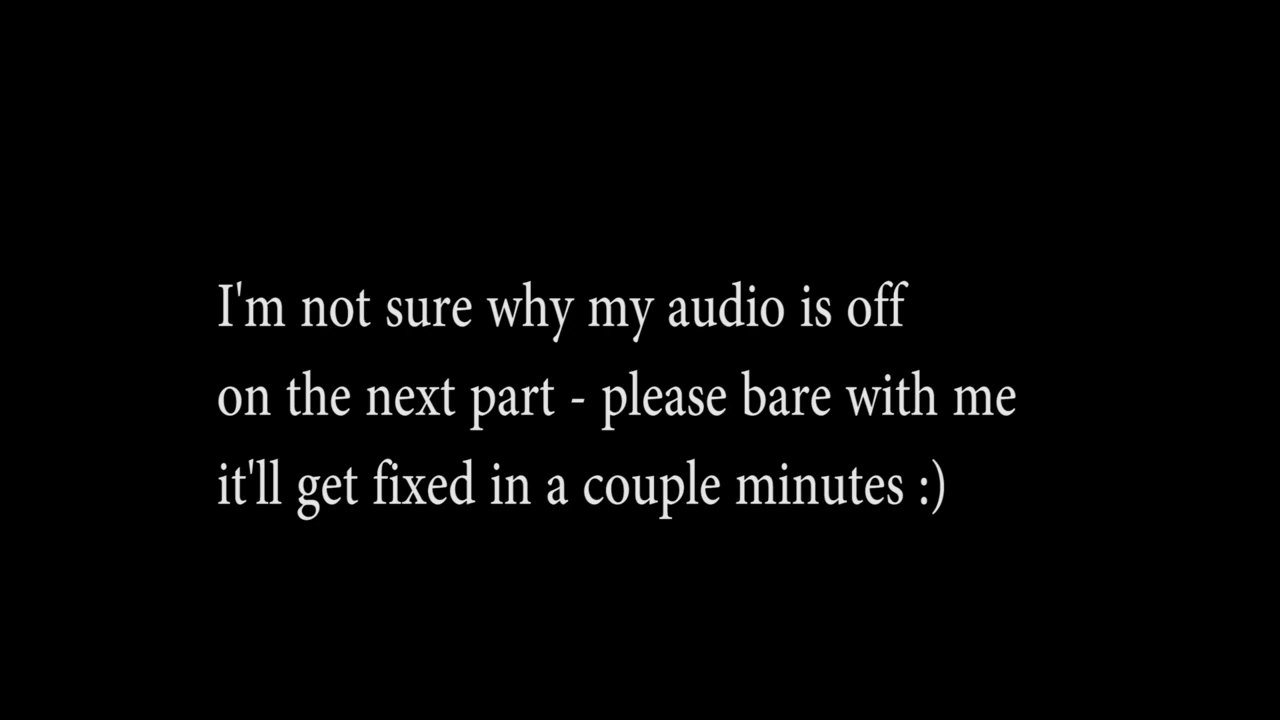 I'm not sure why my audio is off
on the next part - please bare with me
it'll get fixed in a couple minutes :)